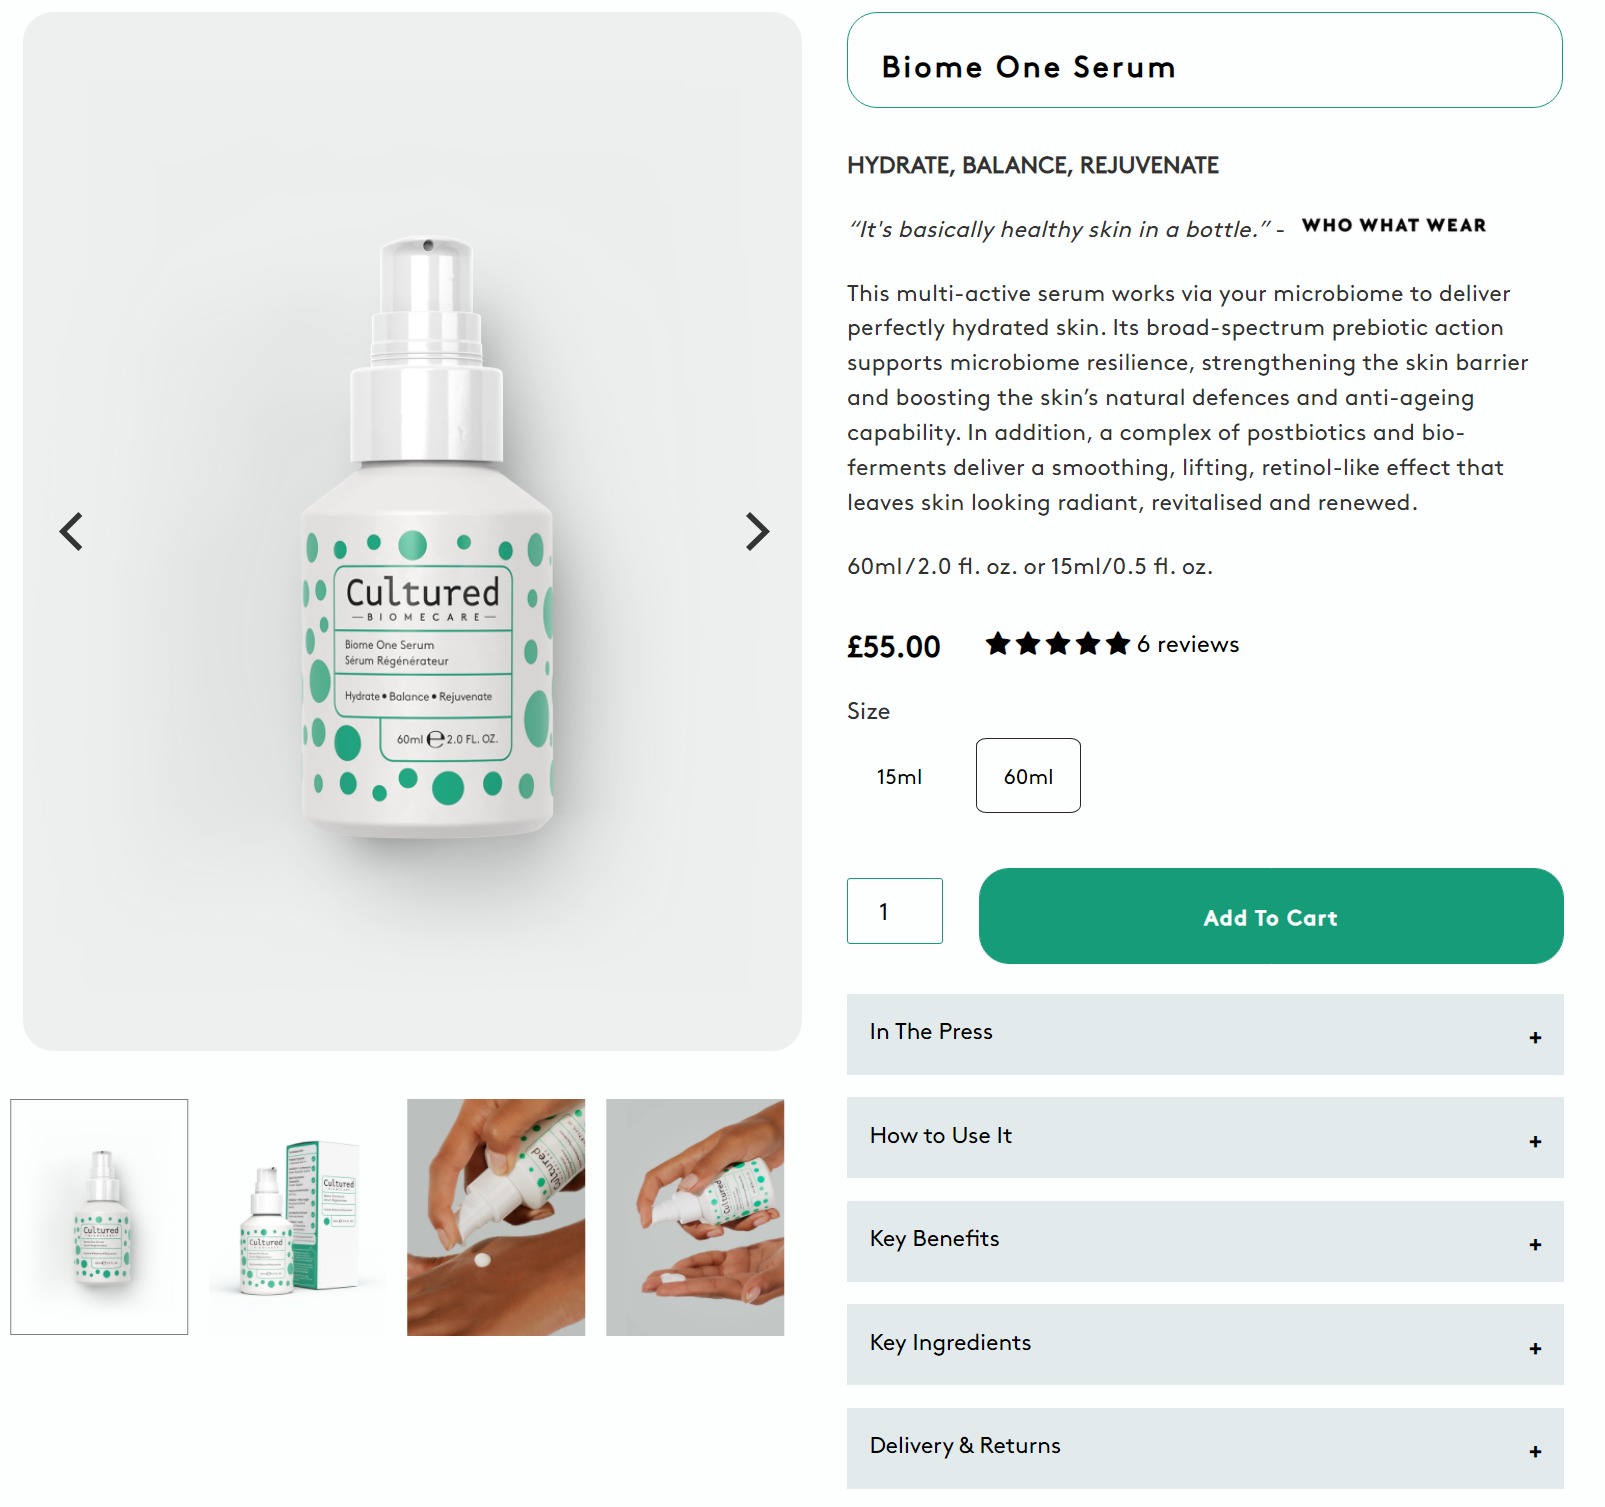 Biome One Serum
HYDRATE, BALANCE, REJUVENATE
“It's basically healthy skin in a bottle.” - WHO WHAT WEAR
This multi-active serum works via your microbiome to deliver
perfectly hydrated skin. Its broad-spectrum prebiotic action
supports microbiome resilience, strengthening the skin barrier
and boosting the skin’s natural defences and anti-ageing
capability. In addition, a complex of postbiotics and bio-
ferments deliver a smoothing, lifting, retinol-like effect that
leaves skin looking radiant, revitalised and renewed.
60ml/2.0 fl. oz. or 15ml/0.5 fl. oz.
£55.00 ★★★★★ 6 reviews
Size
15ml 60ml
1 Add To Cart
In The Press +
How to Use It +
Key Benefits +
Key Ingredients +
Delivery & Returns +
Cultured
BIOMECARE
Biome One Serum
Sérum Régénérateur
Hydrate • Balance • Rejuvenate
60ml ℮ 2.0 FL. OZ.
Cultured
Cultured
Cultured
Cultured
Cultured